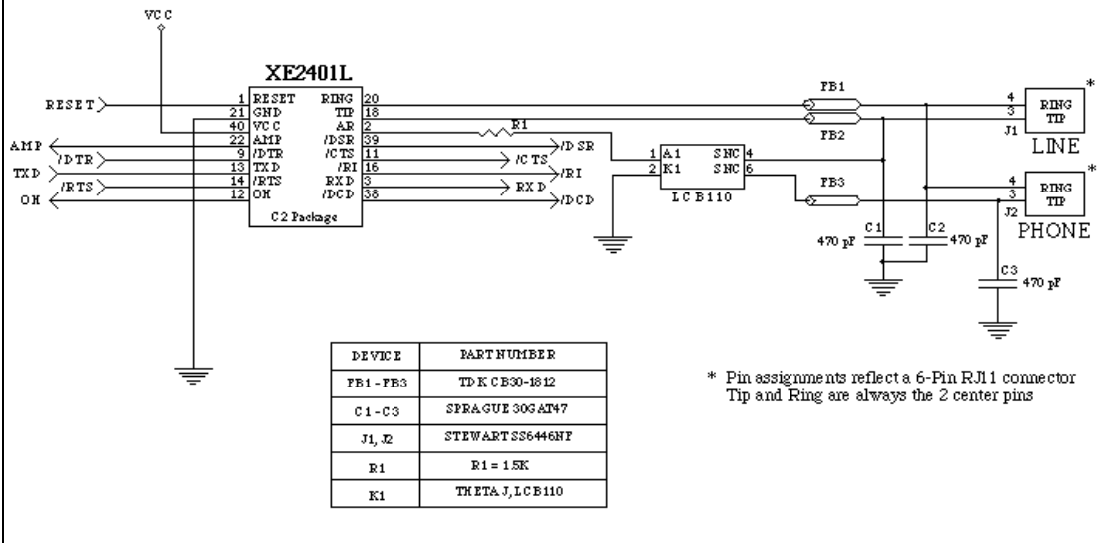 VCC
XE2401L
RESET
1 RESET RING 20
21 GND TIP 18
40 VCC AR 2
22 AMP /DSR 39
9 /DTR /CTS 11
13 TXD /RI 16
14 /RTS RXD 3
12 OH /DCD 38
C2 Package
AMP
/DTR
TXD
/RTS
OH
R1
/DSR
/CTS
/RI
RXD
/DCD
1 A1 SNC 4
2 K1 SNC 6
LCB110
FB1
FB2
FB3
*
4 RING
3 TIP
J1
LINE
*
4 RING
3 TIP
J2
PHONE
C1
470 pF
C2
470 pF
C3
470 pF
DEVICE PART NUMBER
FB1 - FB3 TDK CB30-1812
C1 - C3 SPRAGUE 30GAT47
J1, J2 STEWART SS6446NF
R1 R1 = 1.5K
K1 THETA J, LCB110
* Pin assignments reflect a 6-Pin RJ11 connector
Tip and Ring are always the 2 center pins